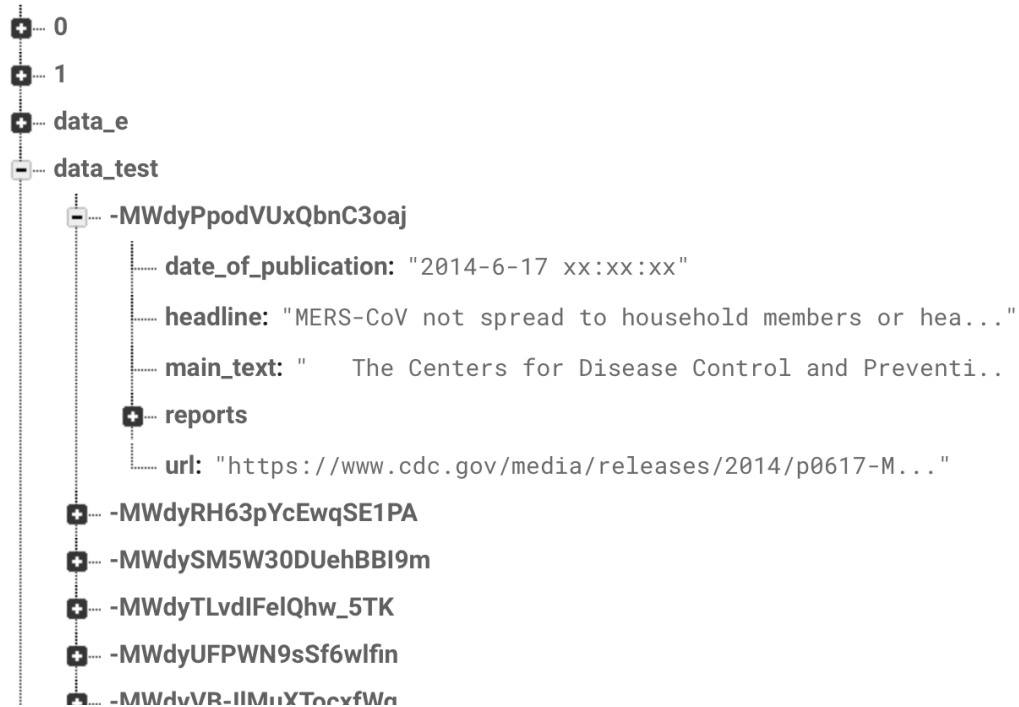 0
1
data_e
data_test
-MWdyPpodVUxQbnC3oaj
date_of_publication: "2014-6-17 xx:xx:xx"
headline: "MERS-CoV not spread to household members or hea..."
main_text: "   The Centers for Disease Control and Preventi..
reports
url: "https://www.cdc.gov/media/releases/2014/p0617-M..."
-MWdyRH63pYcEwqSE1PA
-MWdySM5W30DUehBBI9m
-MWdyTLvdIFelQhw_5TK
-MWdyUFPWN9sSf6wlfin